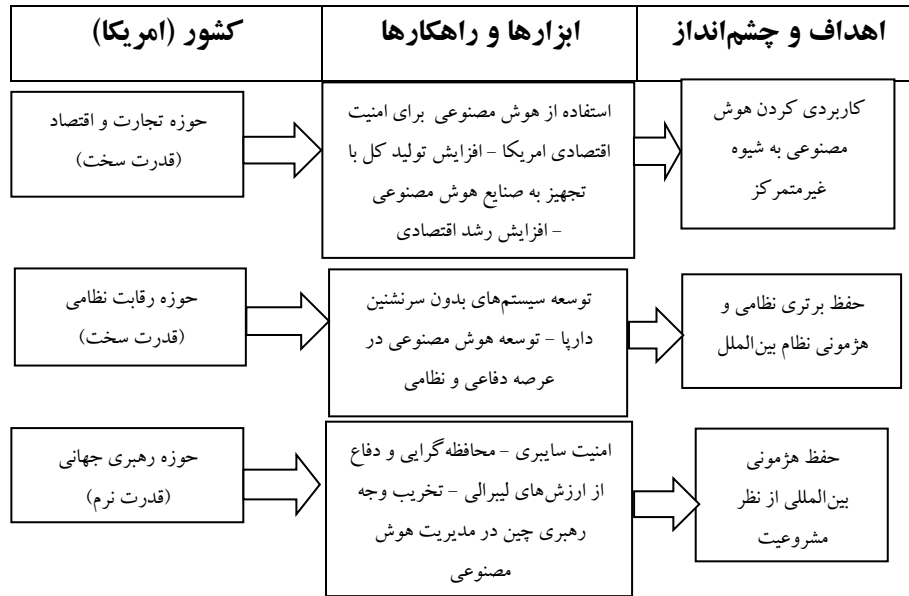 کشور (امریکا)
ابزارها و راهکارها
اهداف و چشم‌انداز
حوزه تجارت و اقتصاد
(قدرت سخت)
استفاده از هوش مصنوعی برای امنیت
اقتصادی امریکا – افزایش تولید کل با
تجهیز به صنایع هوش مصنوعی
– افزایش رشد اقتصادی
کاربردی کردن هوش
مصنوعی به شیوه
غیرمتمرکز
حوزه رقابت نظامی
(قدرت سخت)
توسعه سیستم‌های بدون سرنشنین
دارپا – توسعه هوش مصنوعی در
عرصه دفاعی و نظامی
حفظ برتری نظامی و
هژمونی نظام بین‌الملل
حوزه رهبری جهانی
(قدرت نرم)
امنیت سایبری – محافظه‌گرایی و دفاع
از ارزش‌های لیبرالی – تخریب وجه
رهبری چین در مدیریت هوش
مصنوعی
حفظ هژمونی
بین‌المللی از نظر
مشروعیت